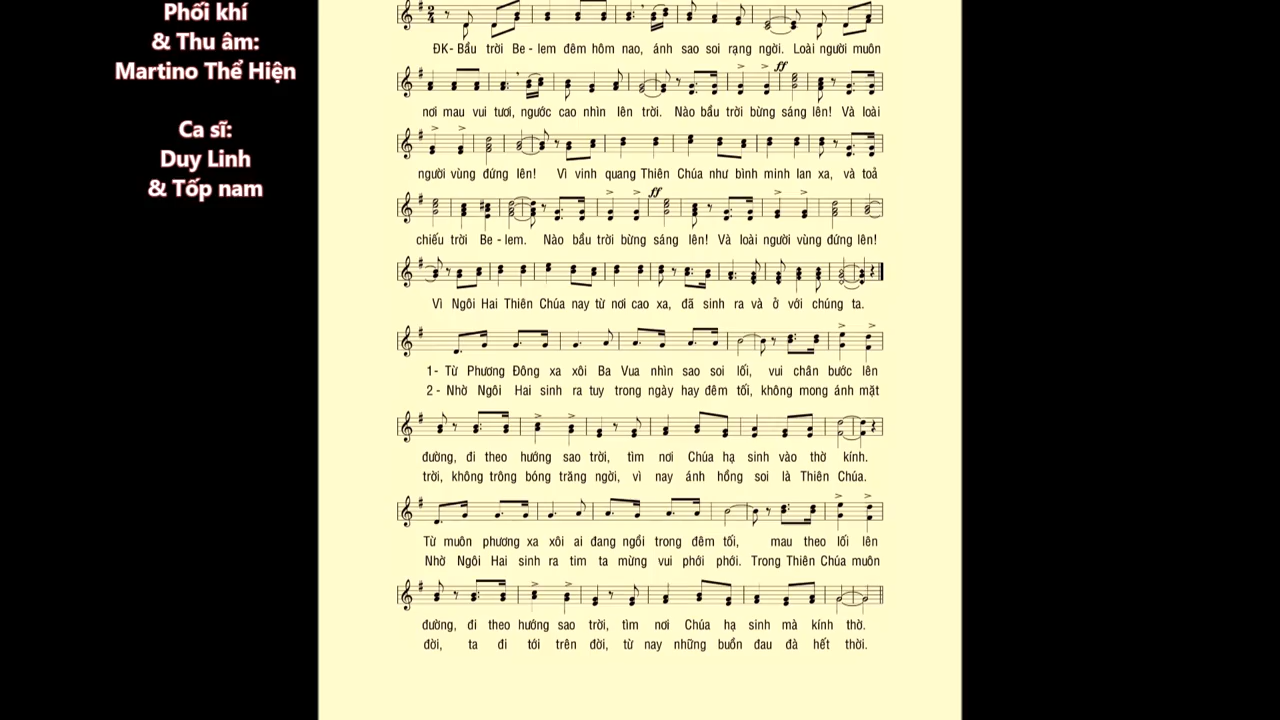 Phối khí
& Thu âm:
Martino Thể Hiện
Ca sĩ:
Duy Linh
& Tốp nam
ĐK- Bầu trời Be - lem đêm hôm nao, ánh sao soi rạng ngời. Loài người muôn
nơi mau vui tươi, ngước cao nhìn lên trời. Nào bầu trời bừng sáng lên! Và loài
người vùng đứng lên! Vì vinh quang Thiên Chúa như bình minh lan xa, và toả
chiếu trời Be - lem. Nào bầu trời bừng sáng lên! Và loài người vùng đứng lên!
Vì Ngôi Hai Thiên Chúa nay từ nơi cao xa, đã sinh ra và ở với chúng ta.
1- Từ Phương Đông xa xôi Ba Vua nhìn sao soi lối, vui chân bước lên
2 - Nhờ Ngôi Hai sinh ra tuy trong ngày hay đêm tối, không mong ánh mặt
đường, đi theo hướng sao trời, tìm nơi Chúa hạ sinh vào thờ kính.
trời, không trông bóng trăng ngời, vì nay ánh hồng soi là Thiên Chúa.
Từ muôn phương xa xôi ai đang ngồi trong đêm tối, mau theo lối lên
Nhờ Ngôi Hai sinh ra tim ta mừng vui phơi phới. Trong Thiên Chúa muôn
đường, đi theo hướng sao trời, tìm nơi Chúa hạ sinh mà kính thờ.
đời, ta đi tới trên đời, từ nay những buồn đau đà hết thời.